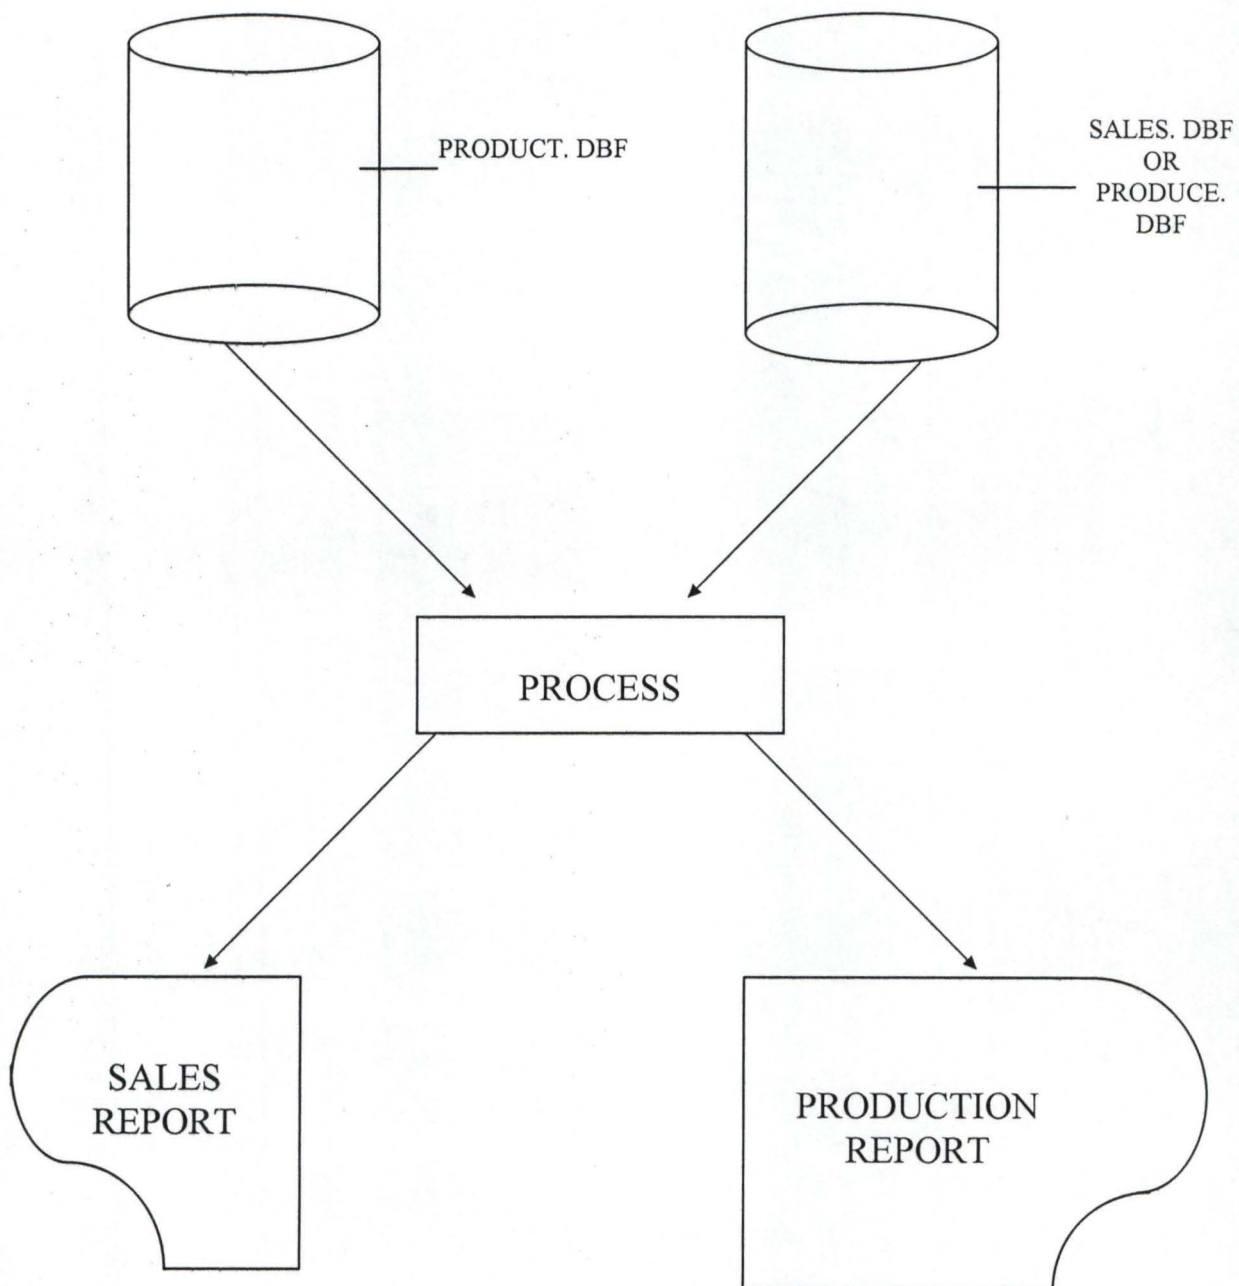 PRODUCT. DBF
SALES. DBF
OR
PRODUCE.
DBF
PROCESS
SALES
REPORT
PRODUCTION
REPORT